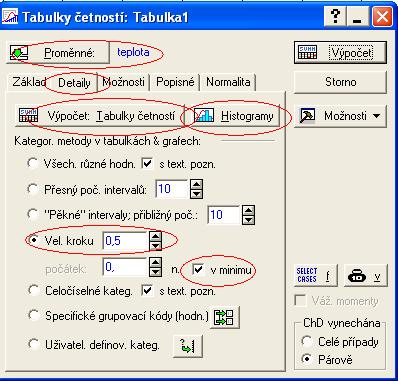 Tabulky četností: Tabulka1
Proměnné: teplota
SUMM Výpočet
Základ Detaily Možnosti Popisné Normalita
Storno
SUMM Výpočet: Tabulky četností
Histogramy
Možnosti
Kategor. metody v tabulkách & grafech:
Všech. různé hodn. s text. pozn.
Přesný poč. intervalů: 10
"Pěkné" intervaly; přibližný poč.: 10
Vel. kroku 0,5
počátek: 0, n. v minimu
SELECT CASES f v
Celočíselné kateg. s text. pozn.
Váž. momenty
Specifické grupovací kódy (hodn.)
ChD vynechána
Celé případy
Uživatel. definov. kateg.
Párově